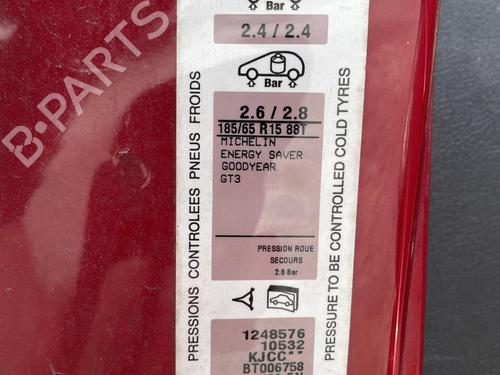 Bar
2.4 / 2.4
Bar
2.6 / 2.8
185/65 R15 88T
MICHELIN
ENERGY SAVER
GOODYEAR
GT3
PRESSION ROUE
SECOURS
2.8 Bar
1248576
10532
KJCC**
BT006758
PRESSIONS CONTROLEES PNEUS FROIDS
PRESSURE TO BE CONTROLLED COLD TYRES
B-PARTS